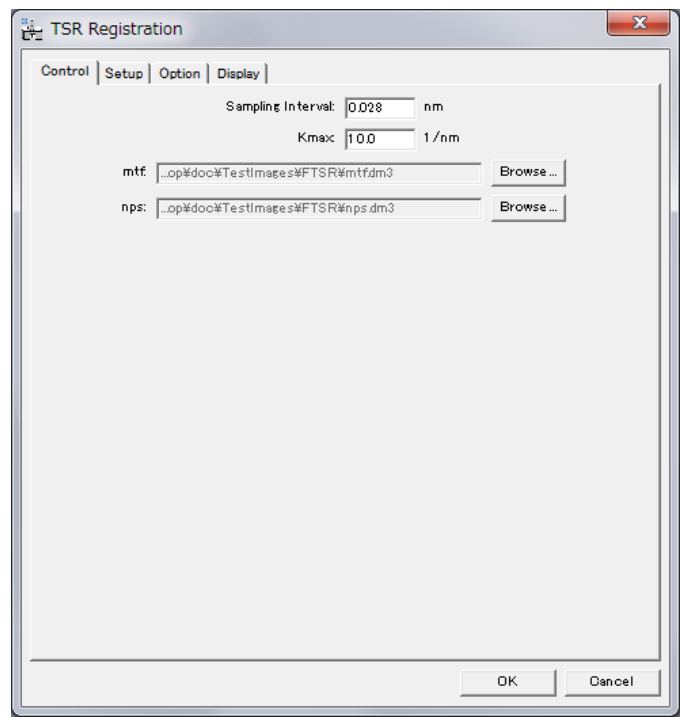 TSR Registration
Control Setup Option Display
Sampling Interval: 0.028 nm
Kmax: 10.0 1/nm
mtf: ...op¥doc¥TestImages¥FTSR¥mtf.dm3 Browse...
nps: ...op¥doc¥TestImages¥FTSR¥nps.dm3 Browse...
OK Cancel